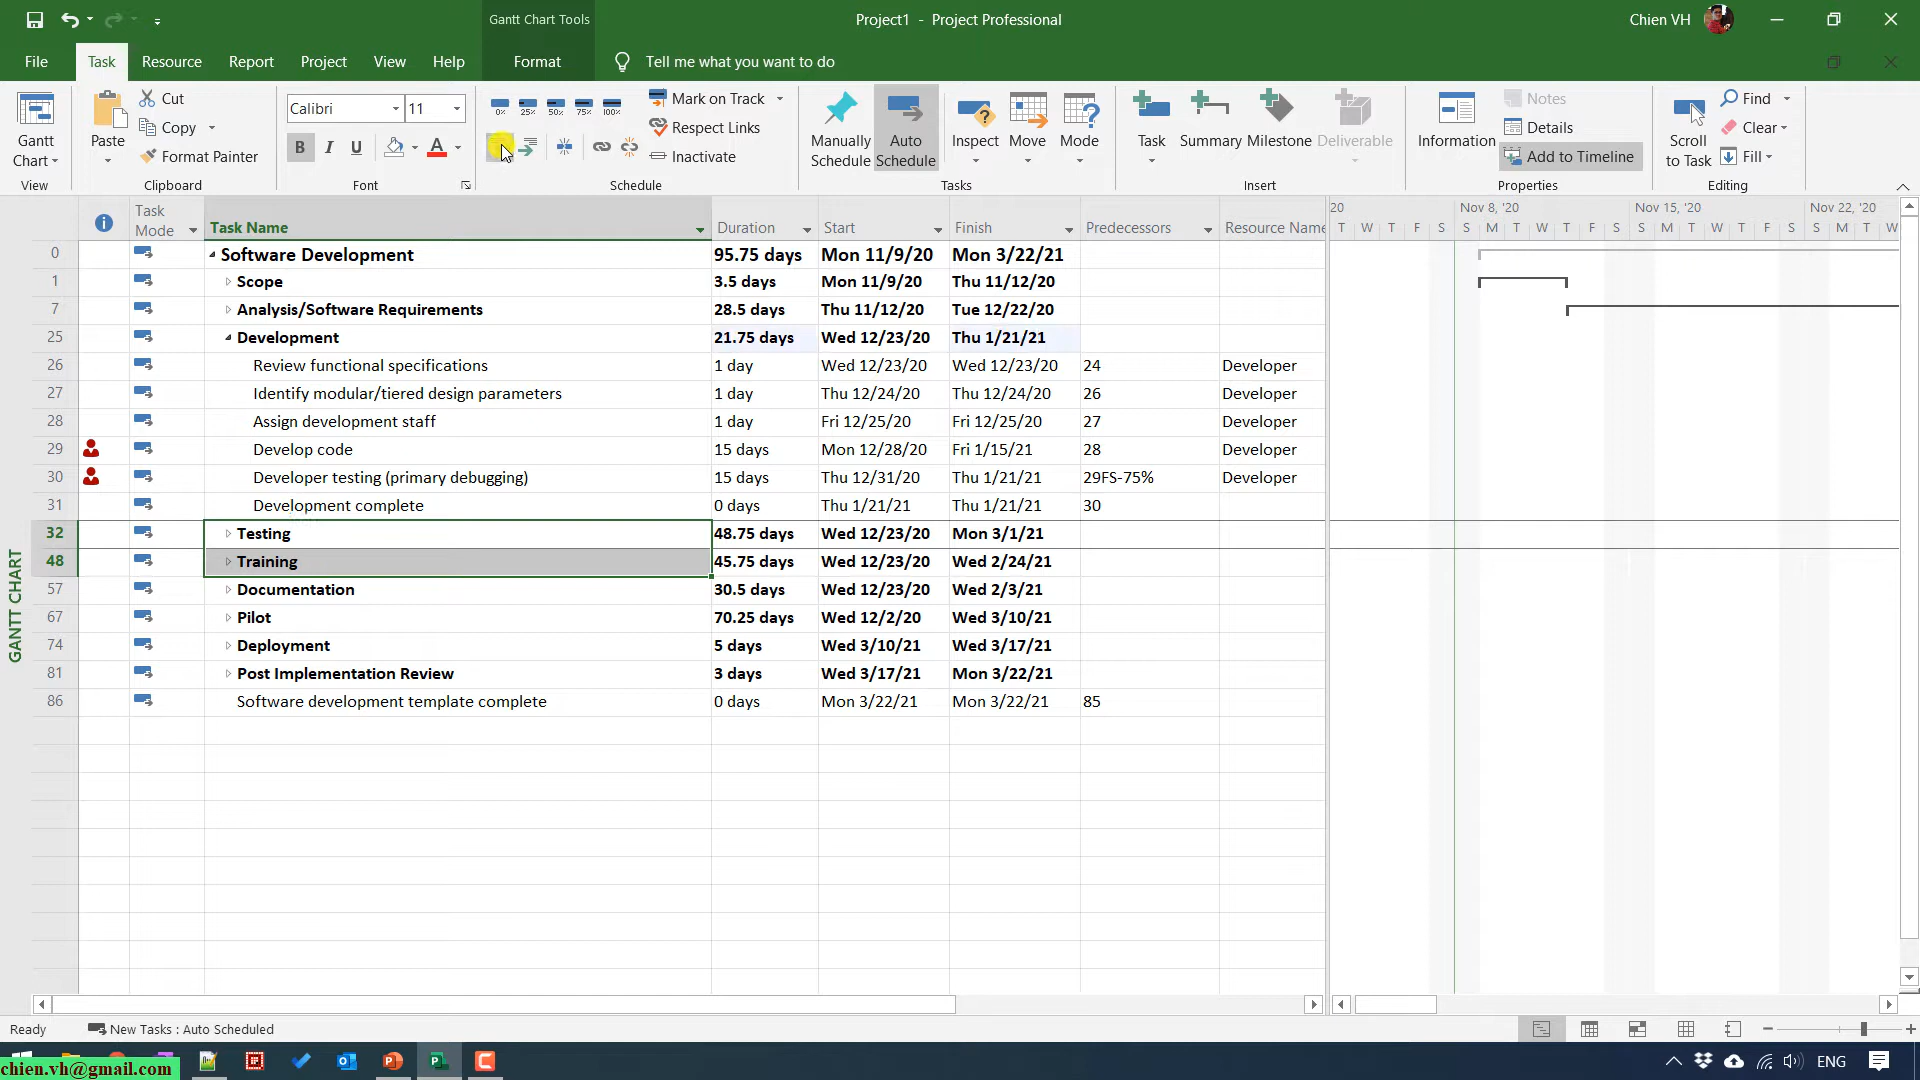 Gantt Chart Tools
Project1 - Project Professional
Chien VH
File
Task
Resource
Report
Project
View
Help
Format
Tell me what you want to do
Gantt
Chart
View
Paste
Cut
Copy
Format Painter
Clipboard
Calibri
11
B I U
A
Font
0% 25% 50% 75% 100%
Mark on Track
Respect Links
Inactivate
Schedule
Manually
Schedule
Auto
Schedule
Inspect
Move
Mode
Tasks
Task
Summary
Milestone
Deliverable
Insert
Information
Notes
Details
Add to Timeline
Properties
Scroll
to Task
Find
Clear
Fill
Editing
Task
Mode
Task Name
Duration
Start
Finish
Predecessors
Resource Name
20
Nov 8, '20
Nov 15, '20
Nov 22, '20
T W T F S S M T W T F S S M T W T F S S M T W
0 Software Development 95.75 days Mon 11/9/20 Mon 3/22/21
1 Scope 3.5 days Mon 11/9/20 Thu 11/12/20
7 Analysis/Software Requirements 28.5 days Thu 11/12/20 Tue 12/22/20
25 Development 21.75 days Wed 12/23/20 Thu 1/21/21
26 Review functional specifications 1 day Wed 12/23/20 Wed 12/23/20 24 Developer
27 Identify modular/tiered design parameters 1 day Thu 12/24/20 Thu 12/24/20 26 Developer
28 Assign development staff 1 day Fri 12/25/20 Fri 12/25/20 27 Developer
29 Develop code 15 days Mon 12/28/20 Fri 1/15/21 28 Developer
30 Developer testing (primary debugging) 15 days Thu 12/31/20 Thu 1/21/21 29FS-75% Developer
31 Development complete 0 days Thu 1/21/21 Thu 1/21/21 30
32 Testing 48.75 days Wed 12/23/20 Mon 3/1/21
48 Training 45.75 days Wed 12/23/20 Wed 2/24/21
57 Documentation 30.5 days Wed 12/23/20 Wed 2/3/21
67 Pilot 70.25 days Wed 12/2/20 Wed 3/10/21
74 Deployment 5 days Wed 3/10/21 Wed 3/17/21
81 Post Implementation Review 3 days Wed 3/17/21 Mon 3/22/21
86 Software development template complete 0 days Mon 3/22/21 Mon 3/22/21 85
GANTT CHART
Ready
New Tasks : Auto Scheduled
chien.vh@gmail.com
ENG